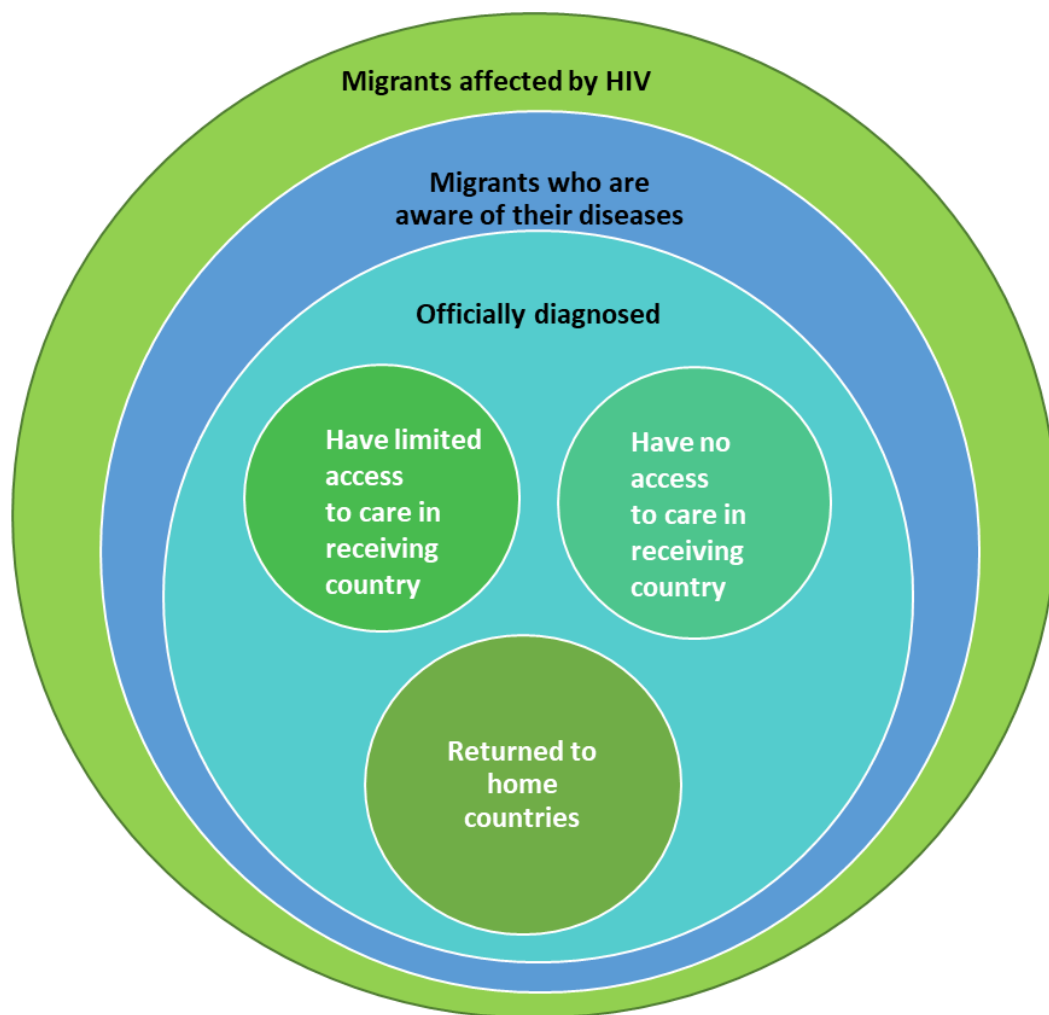 Migrants affected by HIV
Migrants who are
aware of their diseases
Officially diagnosed
Have limited
access
to care in
receiving
country
Have no
access
to care in
receiving
country
Returned to
home
countries